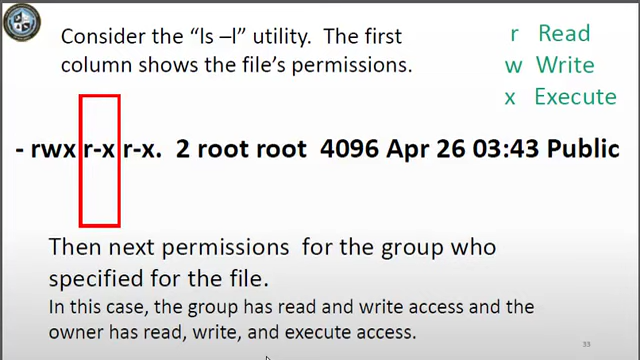 Consider the “ls –l” utility.  The first
column shows the file’s permissions.
r Read
w Write
x Execute
- rwx r-x r-x.  2 root root  4096 Apr 26 03:43 Public
Then next permissions  for the group who
specified for the file.
In this case, the group has read and write access and the
owner has read, write, and execute access.
33